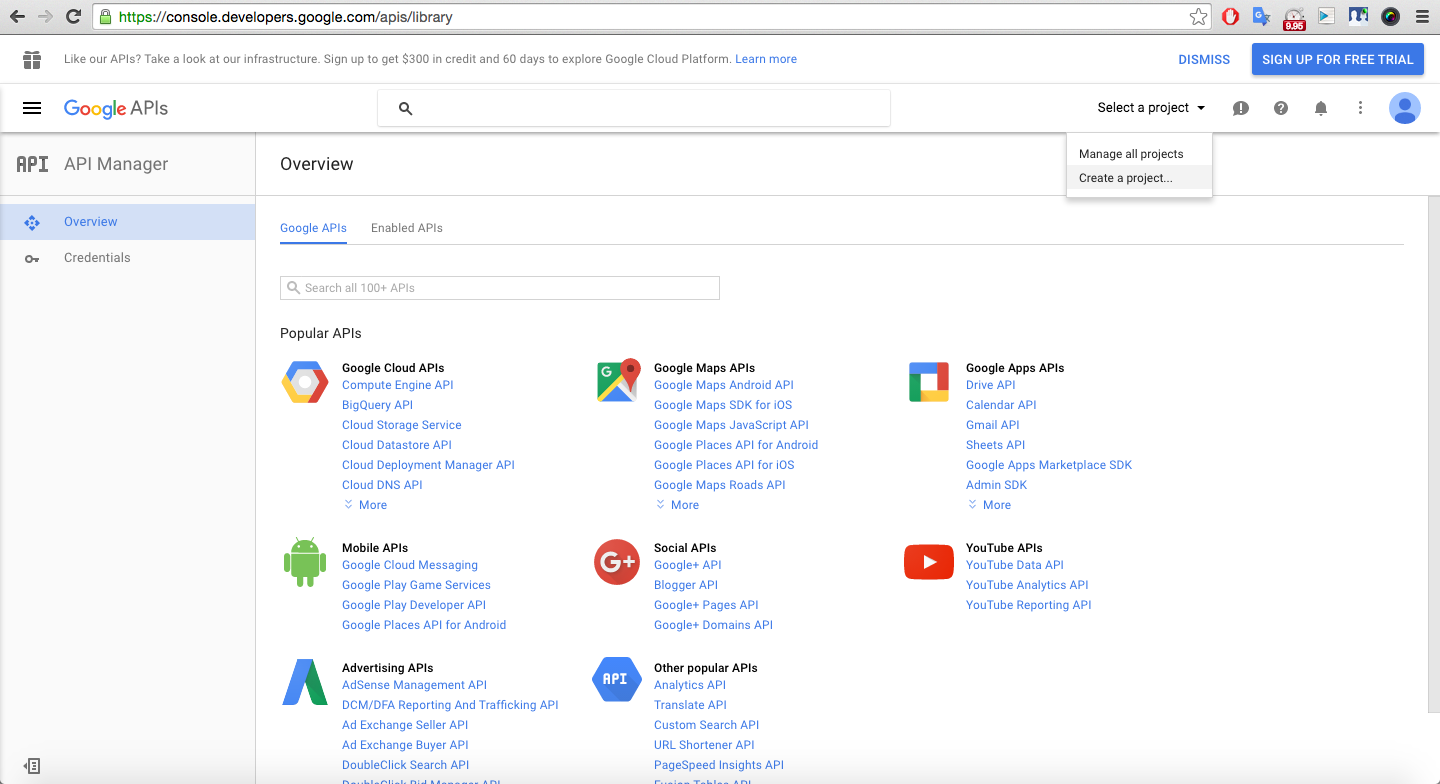 https://console.developers.google.com/apis/library
9.95
Like our APIs? Take a look at our infrastructure. Sign up to get $300 in credit and 60 days to explore Google Cloud Platform. Learn more
DISMISS
SIGN UP FOR FREE TRIAL
Google APIs
Select a project
Manage all projects
Create a project...
API
API Manager
Overview
Overview
Credentials
Google APIs
Enabled APIs
Search all 100+ APIs
Popular APIs
Google Cloud APIs
Compute Engine API
BigQuery API
Cloud Storage Service
Cloud Datastore API
Cloud Deployment Manager API
Cloud DNS API
More
G
Google Maps APIs
Google Maps Android API
Google Maps SDK for iOS
Google Maps JavaScript API
Google Places API for Android
Google Places API for iOS
Google Maps Roads API
More
Google Apps APIs
Drive API
Calendar API
Gmail API
Sheets API
Google Apps Marketplace SDK
Admin SDK
More
Mobile APIs
Google Cloud Messaging
Google Play Game Services
Google Play Developer API
Google Places API for Android
G+
Social APIs
Google+ API
Blogger API
Google+ Pages API
Google+ Domains API
YouTube APIs
YouTube Data API
YouTube Analytics API
YouTube Reporting API
Advertising APIs
AdSense Management API
DCM/DFA Reporting And Trafficking API
Ad Exchange Seller API
Ad Exchange Buyer API
DoubleClick Search API
DoubleClick Bid Manager API
API
Other popular APIs
Analytics API
Translate API
Custom Search API
URL Shortener API
PageSpeed Insights API
Fusion Tables API